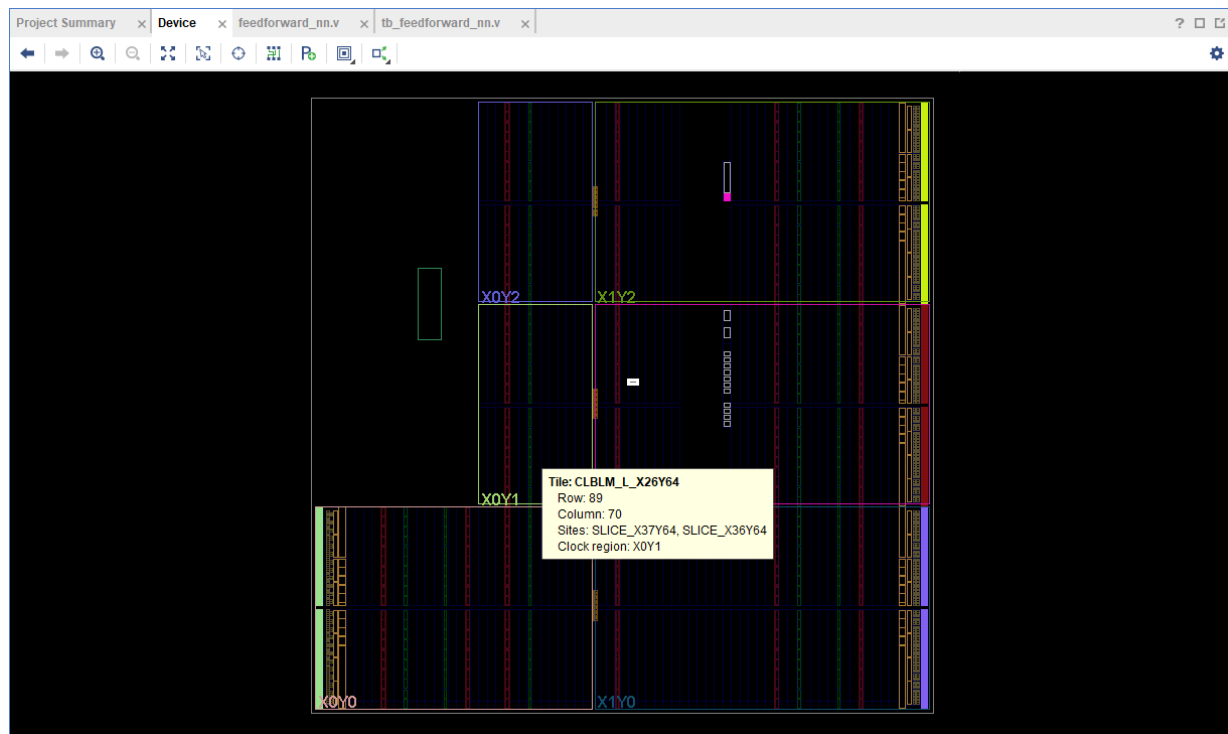 Project Summary
Device
feedforward_nn.v
tb_feedforward_nn.v
X0Y2
X1Y2
X0Y1
Tile: CLBLM_L_X26Y64
Row: 89
Column: 70
Sites: SLICE_X37Y64, SLICE_X36Y64
Clock region: X0Y1
X0Y0
X1Y0